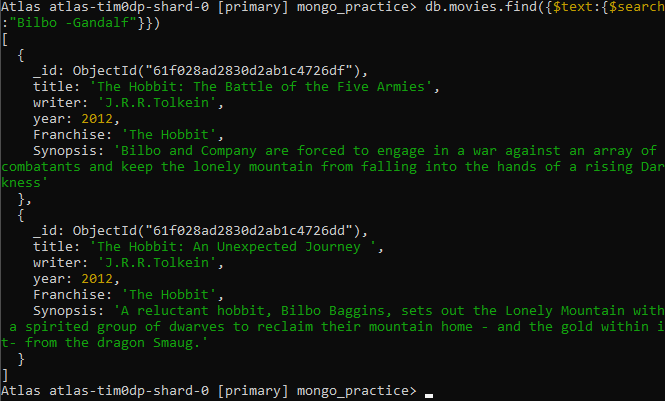 Atlas atlas-tim0dp-shard-0 [primary] mongo_practice> db.movies.find({$text:{$search
:"Bilbo -Gandalf"}})
[
  {
    _id: ObjectId("61f028ad2830d2ab1c4726df"),
    title: 'The Hobbit: The Battle of the Five Armies',
    writer: 'J.R.R.Tolkein',
    year: 2012,
    Franchise: 'The Hobbit',
    Synopsis: 'Bilbo and Company are forced to engage in a war against an array of
combatants and keep the lonely mountain from falling into the hands of a rising Dar
kness'
  },
  {
    _id: ObjectId("61f028ad2830d2ab1c4726dd"),
    title: 'The Hobbit: An Unexpected Journey ',
    writer: 'J.R.R.Tolkein',
    year: 2012,
    Franchise: 'The Hobbit',
    Synopsis: 'A reluctant hobbit, Bilbo Baggins, sets out the Lonely Mountain with
 a spirited group of dwarves to reclaim their mountain home - and the gold within i
t- from the dragon Smaug.'
  }
]
Atlas atlas-tim0dp-shard-0 [primary] mongo_practice>